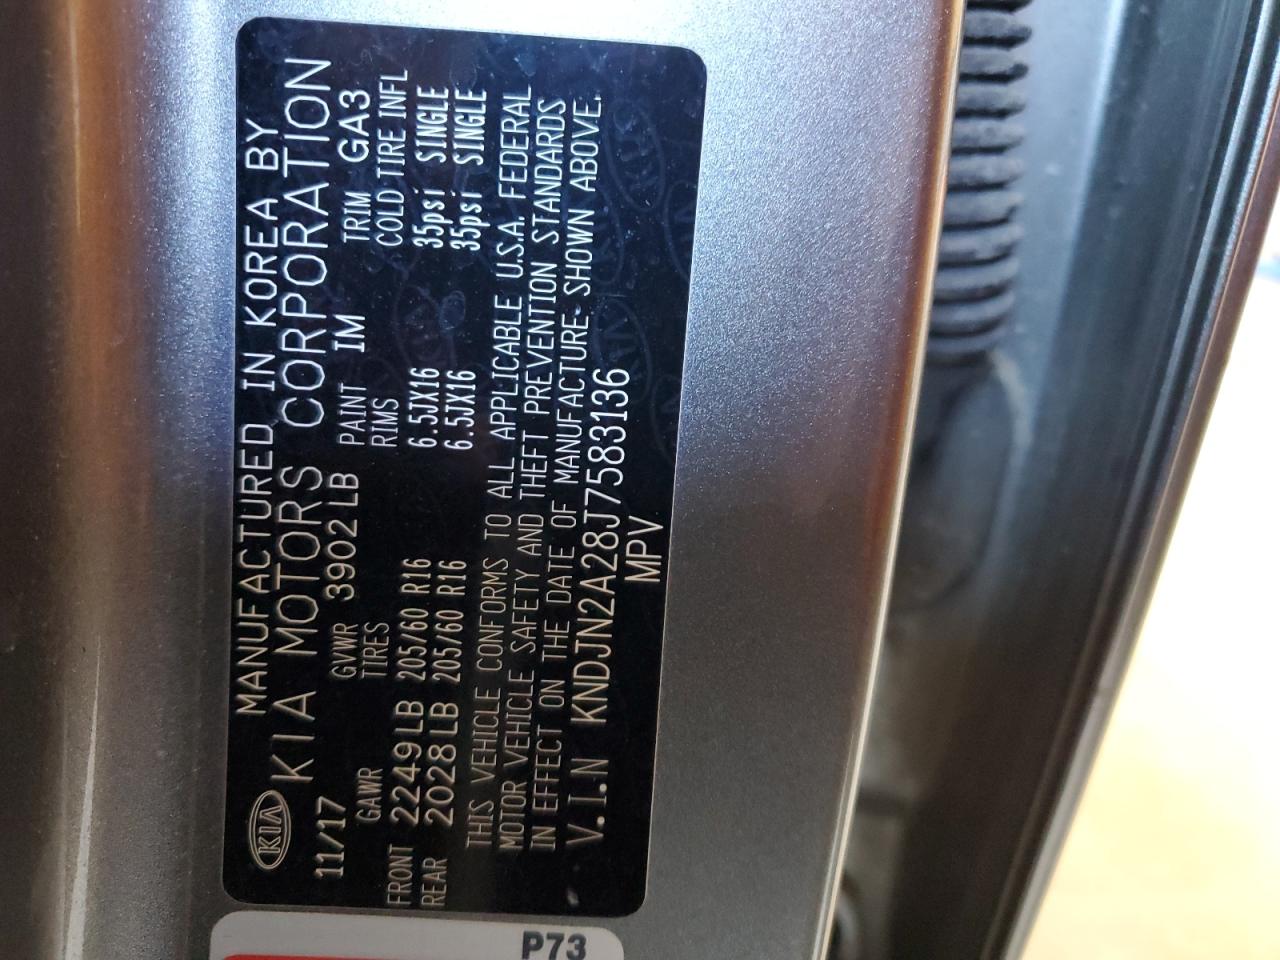 KIA
MANUFACTURED IN KOREA BY
KIA MOTORS CORPORATION
11/17 GVWR 3902LB PAINT IM TRIM GA3
GAWR TIRES RIMS COLD TIRE INFL
FRONT 2249LB 205/60 R16 6.5JX16 35psi SINGLE
REAR 2028LB 205/60 R16 6.5JX16 35psi SINGLE
THIS VEHICLE CONFORMS TO ALL APPLICABLE U.S.A. FEDERAL
MOTOR VEHICLE SAFETY AND THEFT PREVENTION STANDARDS
IN EFFECT ON THE DATE OF MANUFACTURE SHOWN ABOVE.
V.I.N KNDJN2A28J7583136
MPV
P73